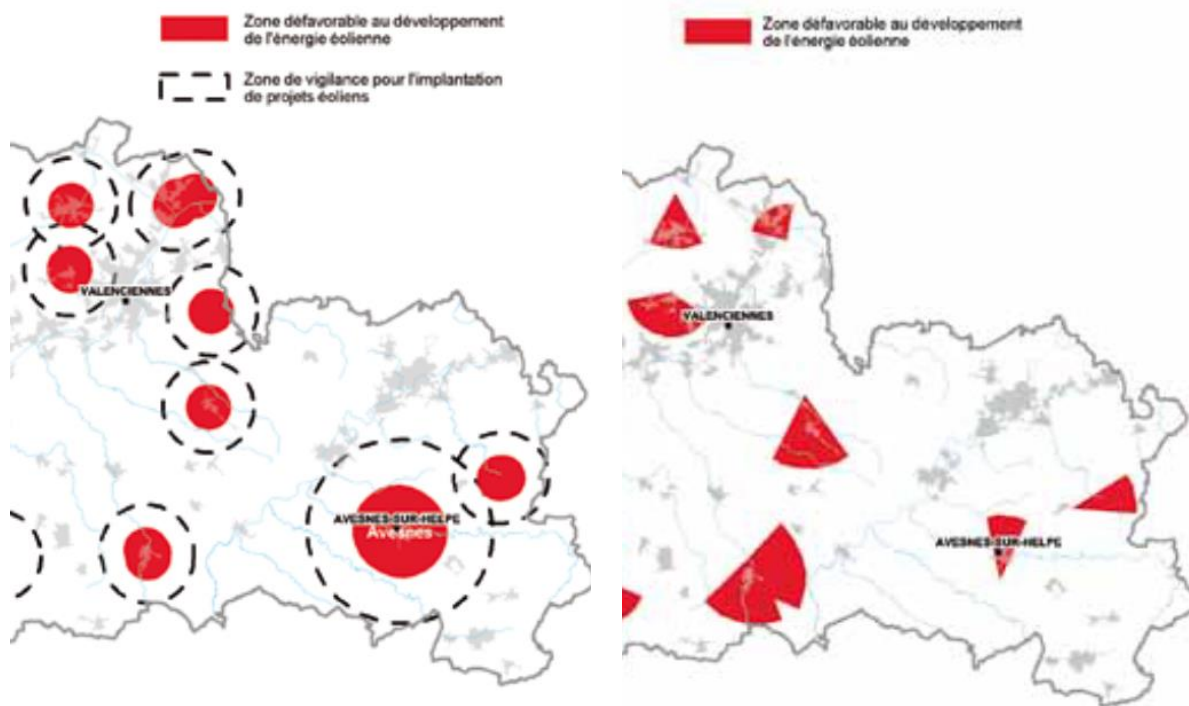 Zone défavorable au développement
de l'énergie éolienne
Zone de vigilance pour l'implantation
de projets éoliens
VALENCIENNES
AVESNES-SUR-HELPE
Avesnes
Zone défavorable au développement
de l'énergie éolienne
VALENCIENNES
AVESNES-SUR-HELPE